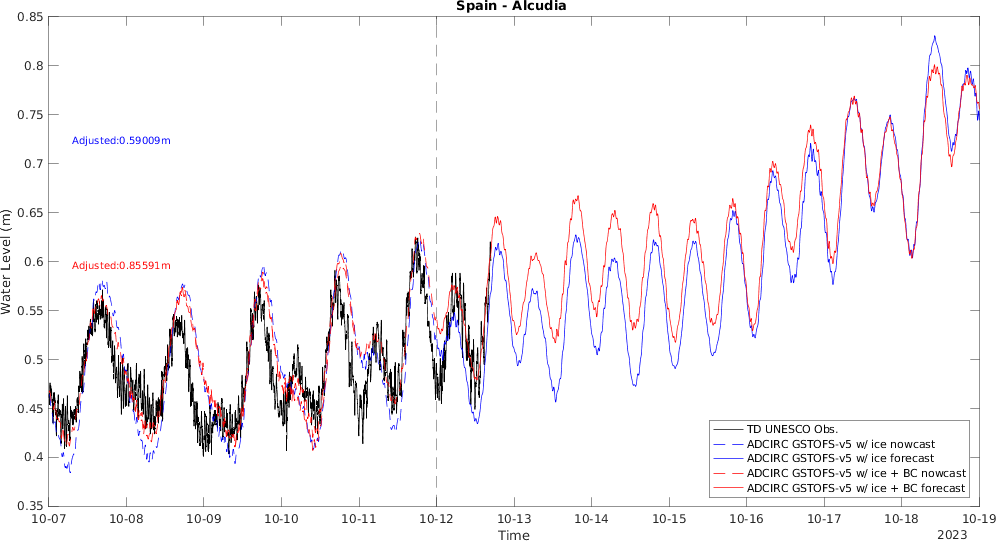 Spain - Alcudia
0.85
0.8
0.75
0.7
0.65
0.6
0.55
0.5
0.45
0.4
0.35
Water Level (m)
Adjusted:0.59009m
Adjusted:0.85591m
TD UNESCO Obs.
ADCIRC GSTOFS-v5 w/ ice nowcast
ADCIRC GSTOFS-v5 w/ ice forecast
ADCIRC GSTOFS-v5 w/ ice + BC nowcast
ADCIRC GSTOFS-v5 w/ ice + BC forecast
10-07 10-08 10-09 10-10 10-11 10-12 10-13 10-14 10-15 10-16 10-17 10-18 10-19
Time
2023